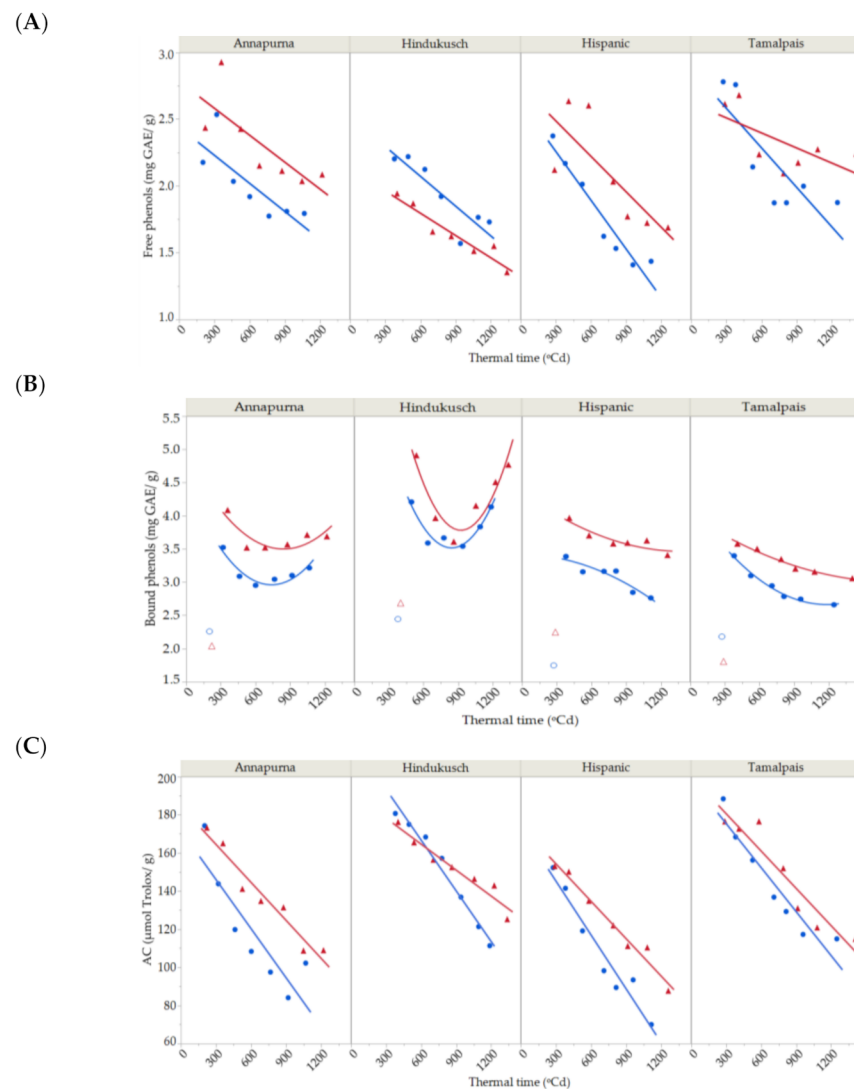 (A)
Annapurna Hindukusch Hispanic Tamalpais
3.0
2.5
2.0
1.5
1.0
Free phenols (mg GAE/ g)
0 300 600 900 1200 0 300 600 900 1200 0 300 600 900 1200 0 300 600 900 1200
Thermal time (ºCd)
(B)
Annapurna Hindukusch Hispanic Tamalpais
5.5
5.0
4.5
4.0
3.5
3.0
2.5
2.0
1.5
Bound phenols (mg GAE/ g)
0 300 600 900 1200 0 300 600 900 1200 0 300 600 900 1200 0 300 600 900 1200
Thermal time (ºCd)
(C)
Annapurna Hindukusch Hispanic Tamalpais
200
180
160
140
120
100
80
60
AC (µmol Trolox/ g)
0 300 600 900 1200 0 300 600 900 1200 0 300 600 900 1200 0 300 600 900 1200
Thermal time (ºCd)